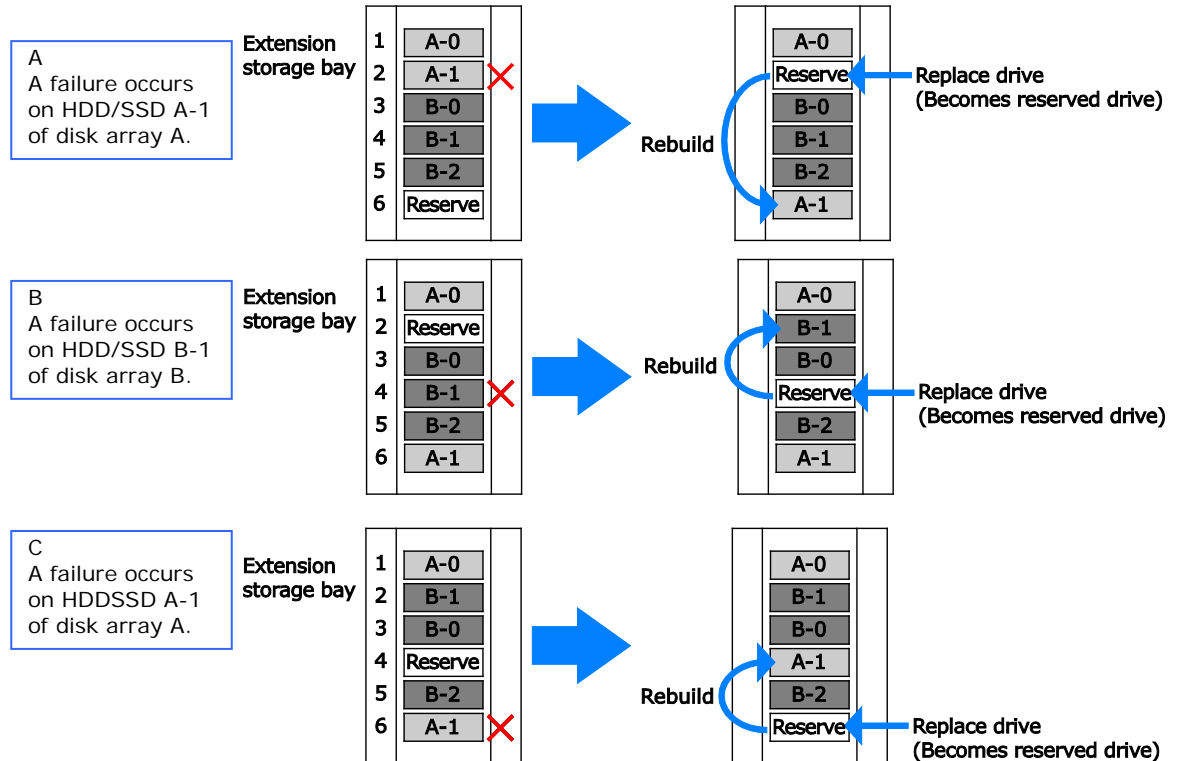 A
A failure occurs
on HDD/SSD A-1
of disk array A.
Extension
storage bay
1
A-0
2
A-1
3
B-0
4
B-1
5
B-2
6
Reserve
Rebuild
A-0
Reserve
B-0
B-1
B-2
A-1
Replace drive
(Becomes reserved drive)
B
A failure occurs
on HDD/SSD B-1
of disk array B.
Extension
storage bay
1
A-0
2
Reserve
3
B-0
4
B-1
5
B-2
6
A-1
Rebuild
A-0
B-1
B-0
Reserve
B-2
A-1
Replace drive
(Becomes reserved drive)
C
A failure occurs
on HDDSSD A-1
of disk array A.
Extension
storage bay
1
A-0
2
B-1
3
B-0
4
Reserve
5
B-2
6
A-1
Rebuild
A-0
B-1
B-0
A-1
B-2
Reserve
Replace drive
(Becomes reserved drive)